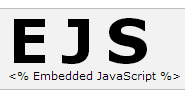 EJS
<% Embedded JavaScript %>